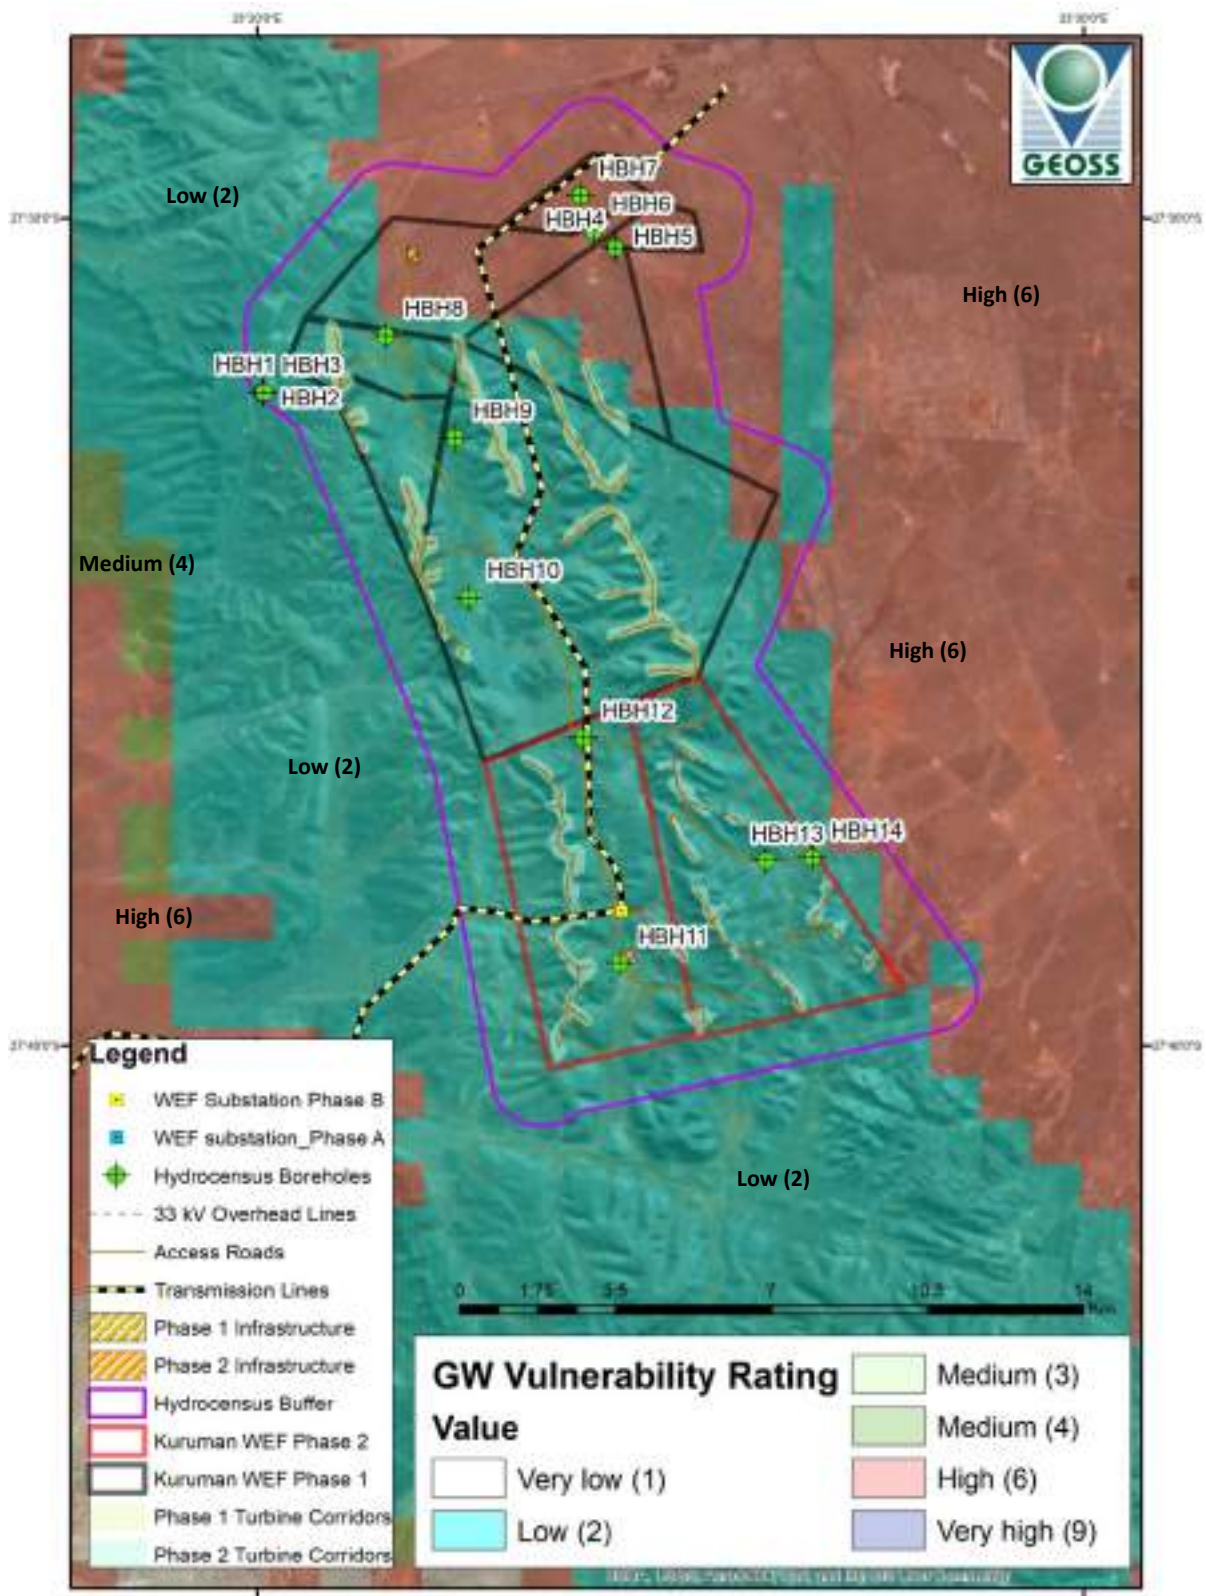 GEOSS
Low (2)
HBH7
HBH6
HBH4
HBH5
High (6)
HBH8
HBH1 HBH3
HBH2
HBH9
Medium (4)
HBH10
High (6)
HBH12
Low (2)
HBH13 HBH14
High (6)
HBH11
Low (2)
Legend
WEF Substation Phase B
WEF substation_Phase A
Hydrocensus Boreholes
33 kV Overhead Lines
Access Roads
Transmission Lines
Phase 1 Infrastructure
Phase 2 Infrastructure
Hydrocensus Buffer
Kuruman WEF Phase 2
Kuruman WEF Phase 1
Phase 1 Turbine Corridors
Phase 2 Turbine Corridors
0 1.75 3.5 7 10.5 14
Km
GW Vulnerability Rating
Value
Very low (1)
Low (2)
Medium (3)
Medium (4)
High (6)
Very high (9)